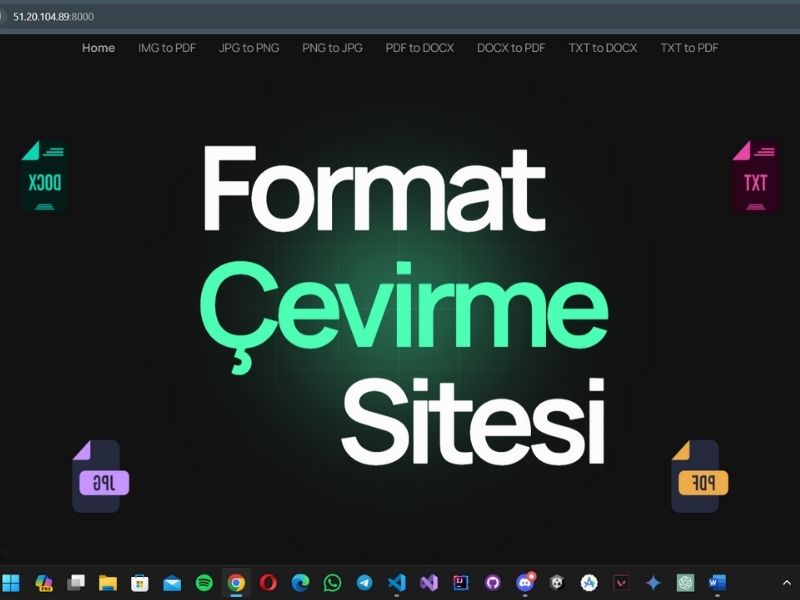 51.20.104.89:8000
Home IMG to PDF JPG to PNG PNG to JPG PDF to DOCX DOCX to PDF TXT to DOCX TXT to PDF
Format
Çevirme
Sitesi
DOCX
TXT
JPG
PDF
PRE